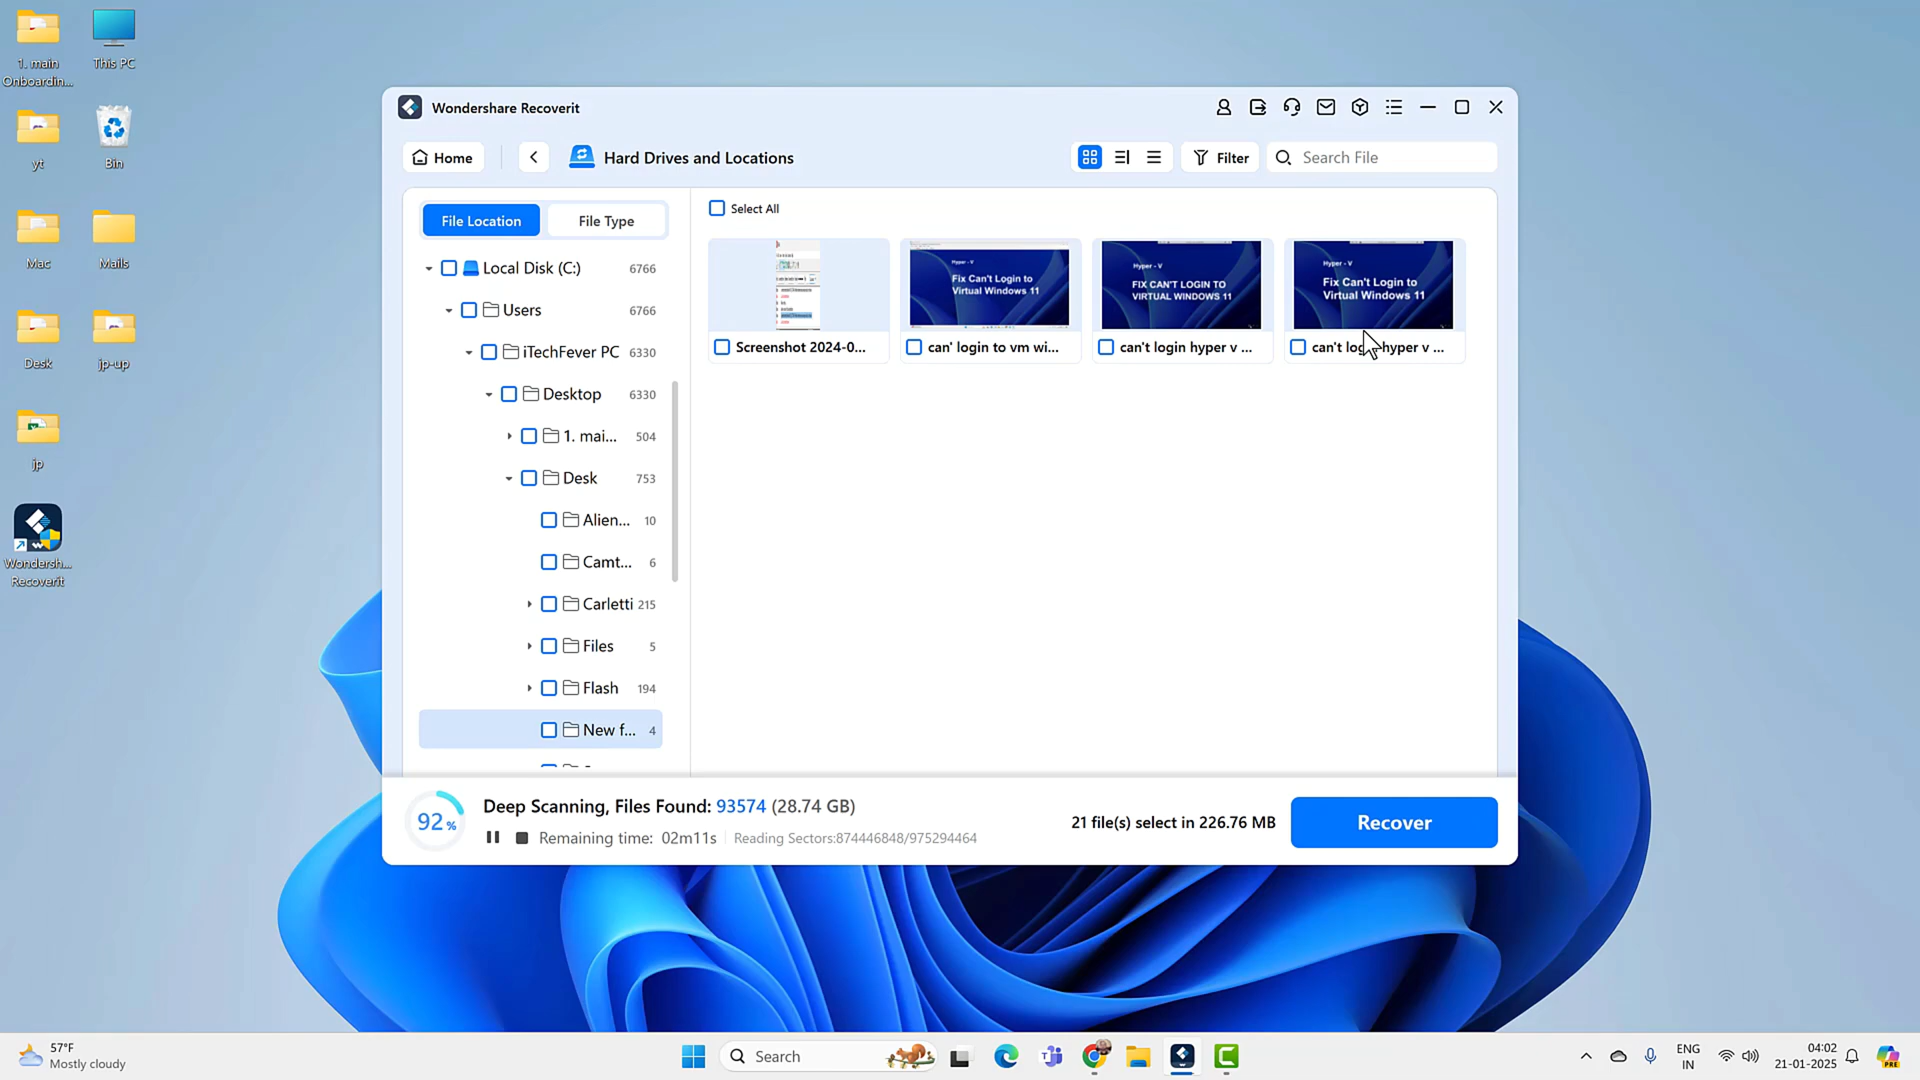 1. main
Onboardin...
This PC
yt
Bin
Mac
Mails
Desk
jp-up
jp
Wondersh...
Recoverit
Wondershare Recoverit
Home
Hard Drives and Locations
Filter
Search File
File Location
File Type
Select All
Local Disk (C:) 6766
Users 6766
iTechFever PC 6330
Desktop 6330
1. mai... 504
Desk 753
Alien... 10
Camt... 6
Carletti 215
Files 5
Flash 194
New f... 4
Screenshot 2024-0...
Hyper - V
Fix Can't Login to
Virtual Windows 11
can' login to vm wi...
Hyper - V
FIX CAN'T LOGIN TO
VIRTUAL WINDOWS 11
can't login hyper v ...
Hyper - V
Fix Can't Login to
Virtual Windows 11
hyper v ...
92%
Deep Scanning, Files Found: 93574 (28.74 GB)
Remaining time: 02m11s
Reading Sectors:874446848/975294464
21 file(s) select in 226.76 MB
Recover
57°F
Mostly cloudy
Search
ENG
IN
04:02
21-01-2025
PRE